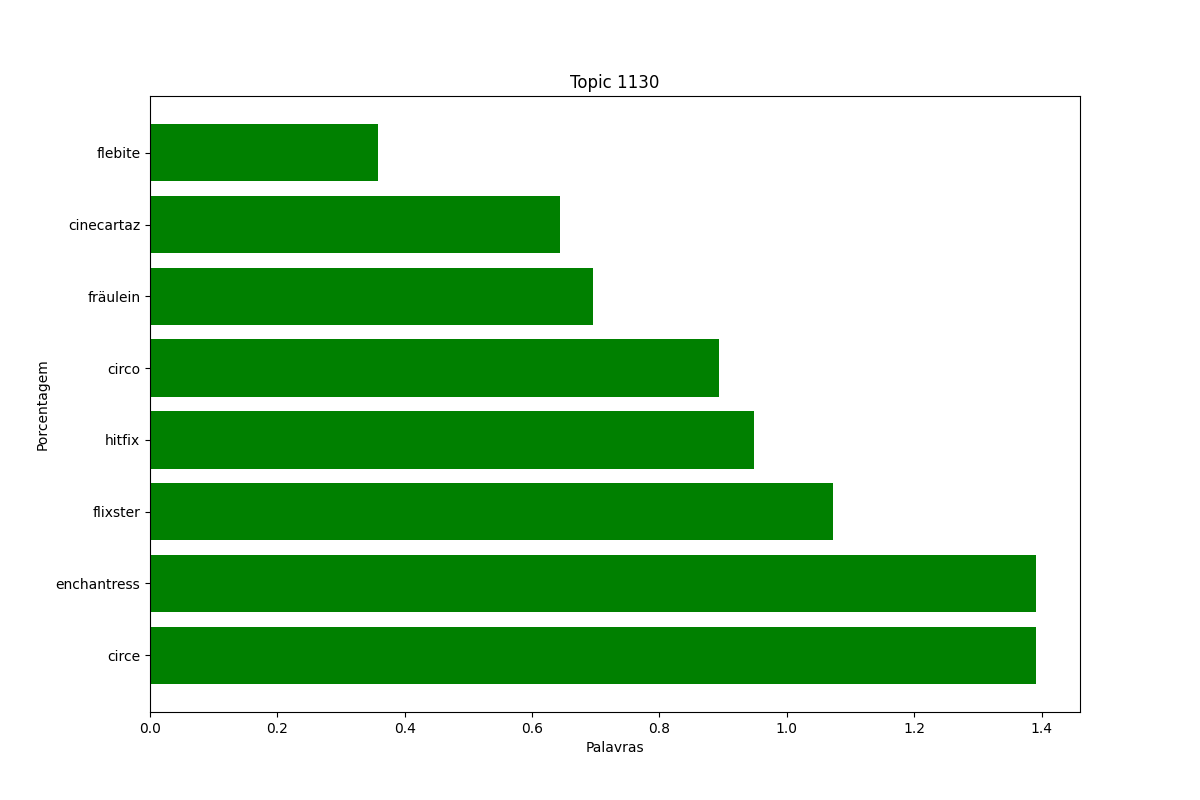 Topic 1130
flebite
cinecartaz
fräulein
circo
hitfix
flixster
enchantress
circe
Porcentagem
0.0 0.2 0.4 0.6 0.8 1.0 1.2 1.4
Palavras